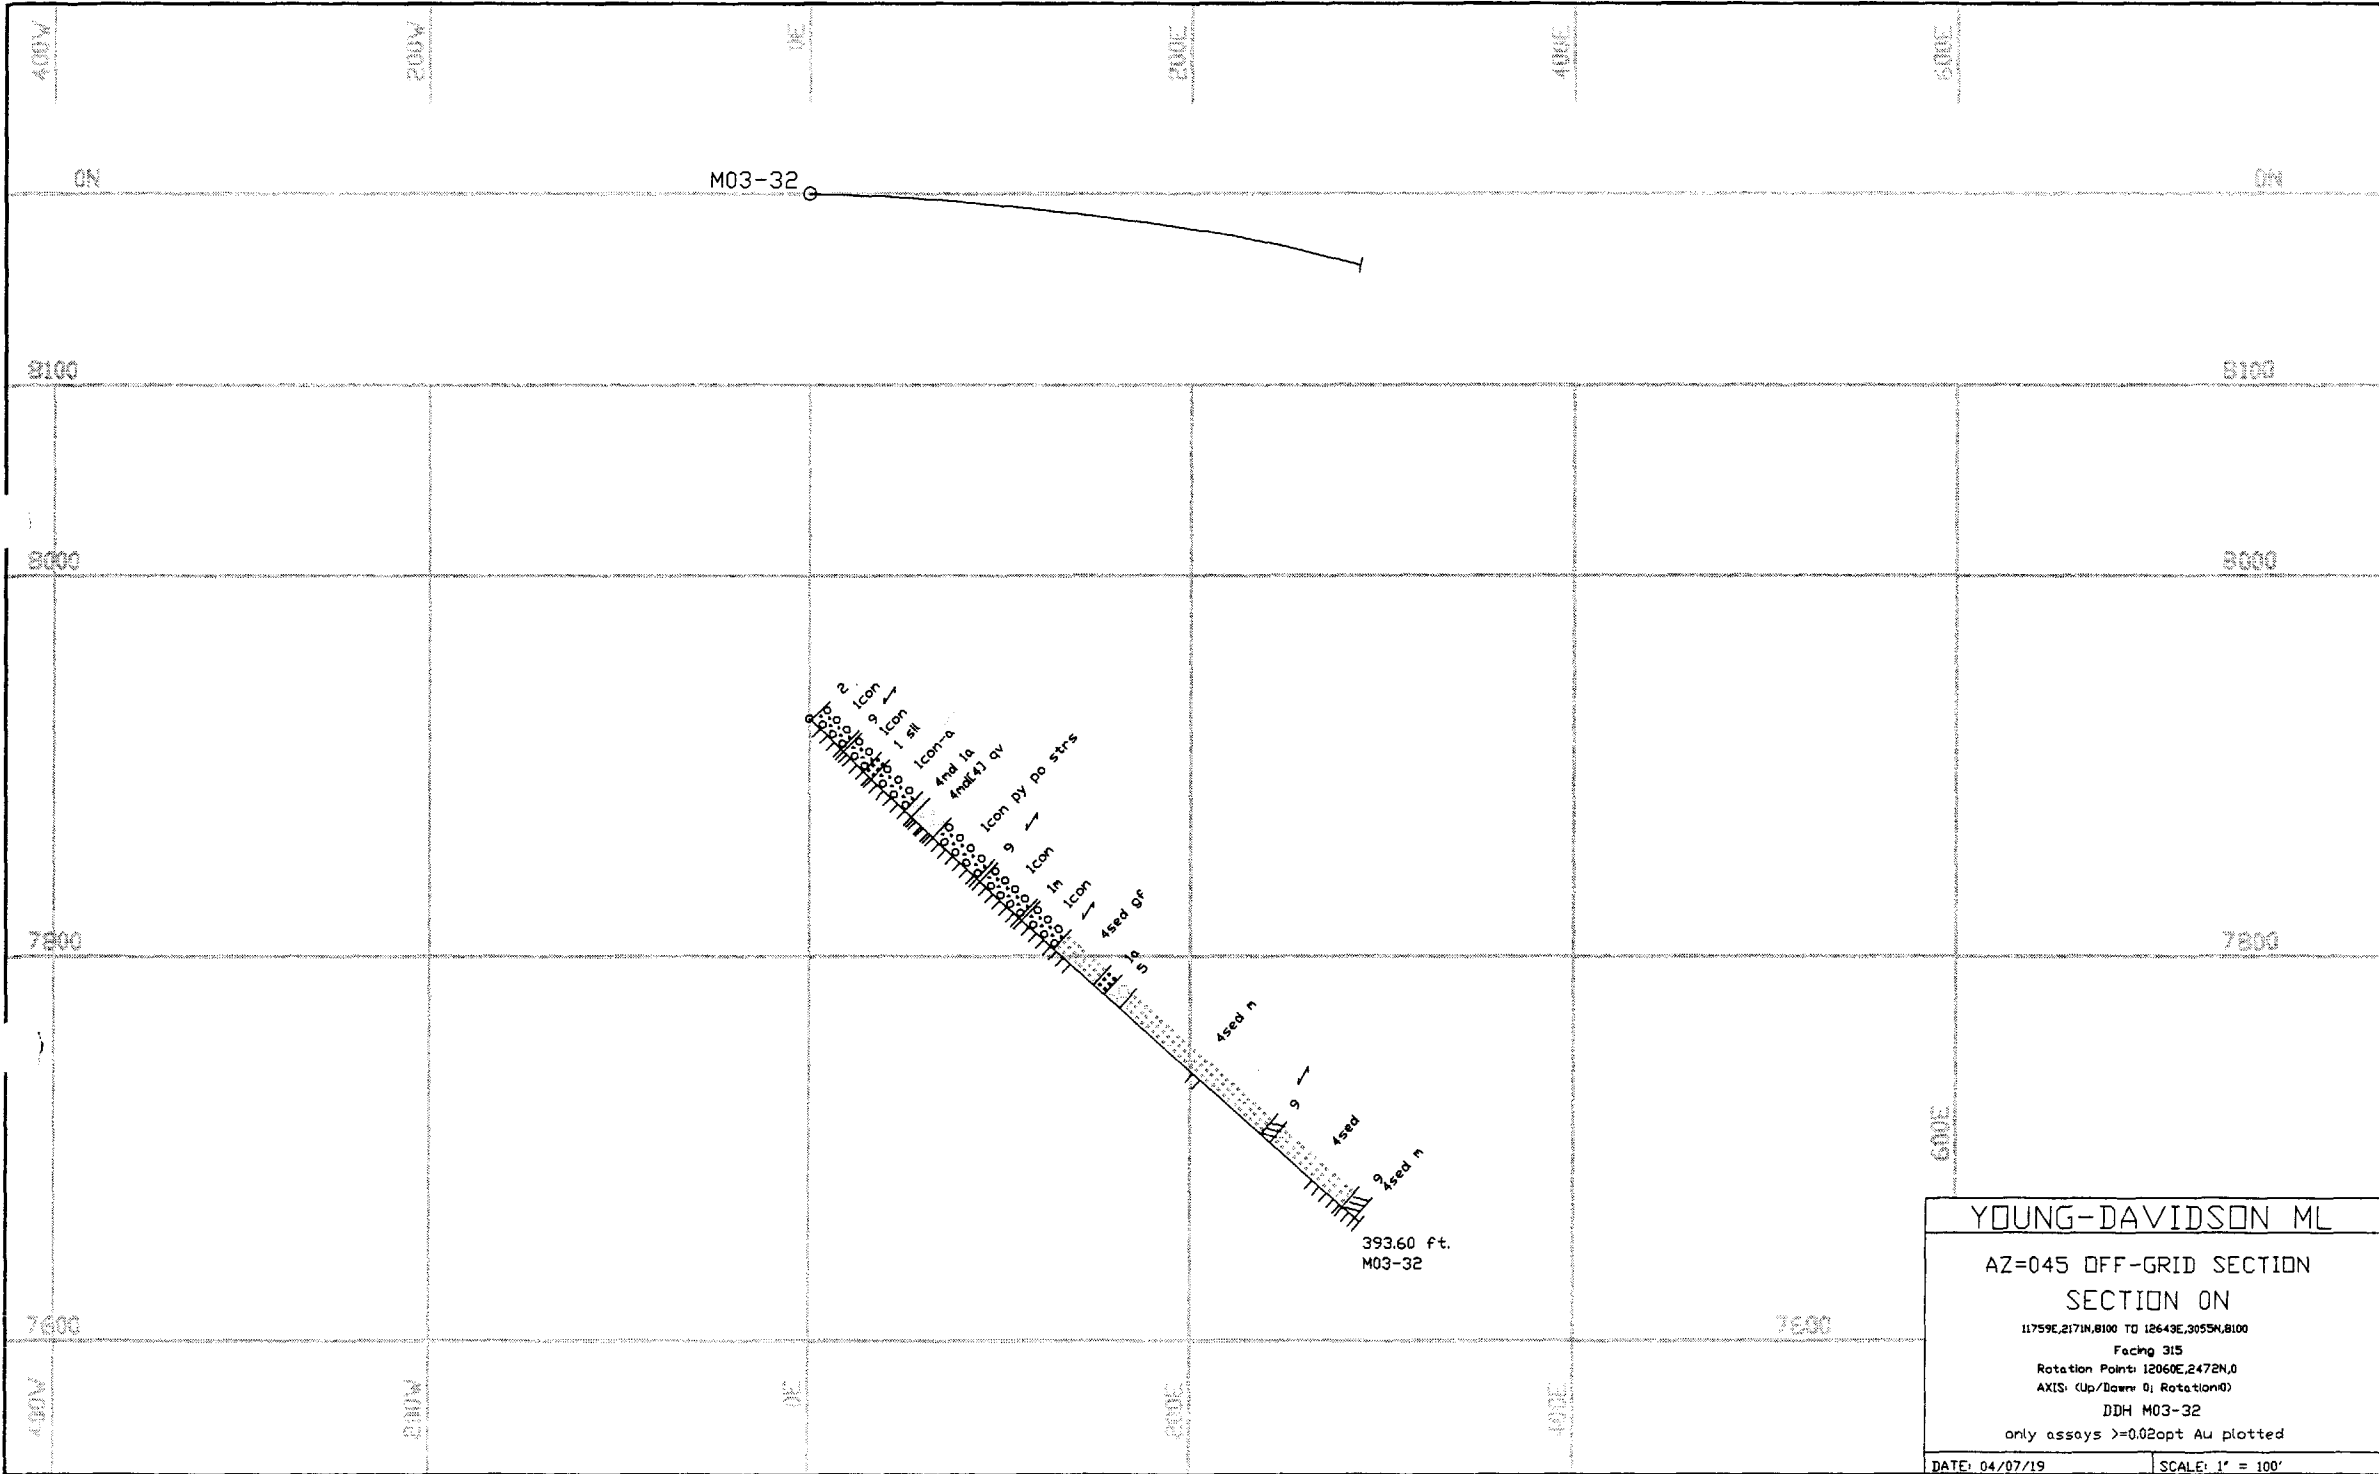 400W
200W
0E
200E
400E
600E
0N
M03-32
0N
8100
8100
8000
8000
2
1con
9
1con
1 sil
1con-a
4md 1a
4md[4] qv
1con py po strs
9
1con
1m
1con
4sed gf
1a
5
7800
7800
4sed m
9
4sed
9
4sed m
393.60 ft.
M03-32
600E
7600
7600
400W
200W
0E
200E
400E
YOUNG-DAVIDSON ML
AZ=045 OFF-GRID SECTION
SECTION 0N
11759E,2171N,8100 TO 12643E,3055N,8100
Facing 315
Rotation Point: 12060E,2472N,0
AXIS: (Up/Down: 0; Rotation:0)
DDH M03-32
only assays >=0.02opt Au plotted
DATE: 04/07/19
SCALE: 1" = 100'